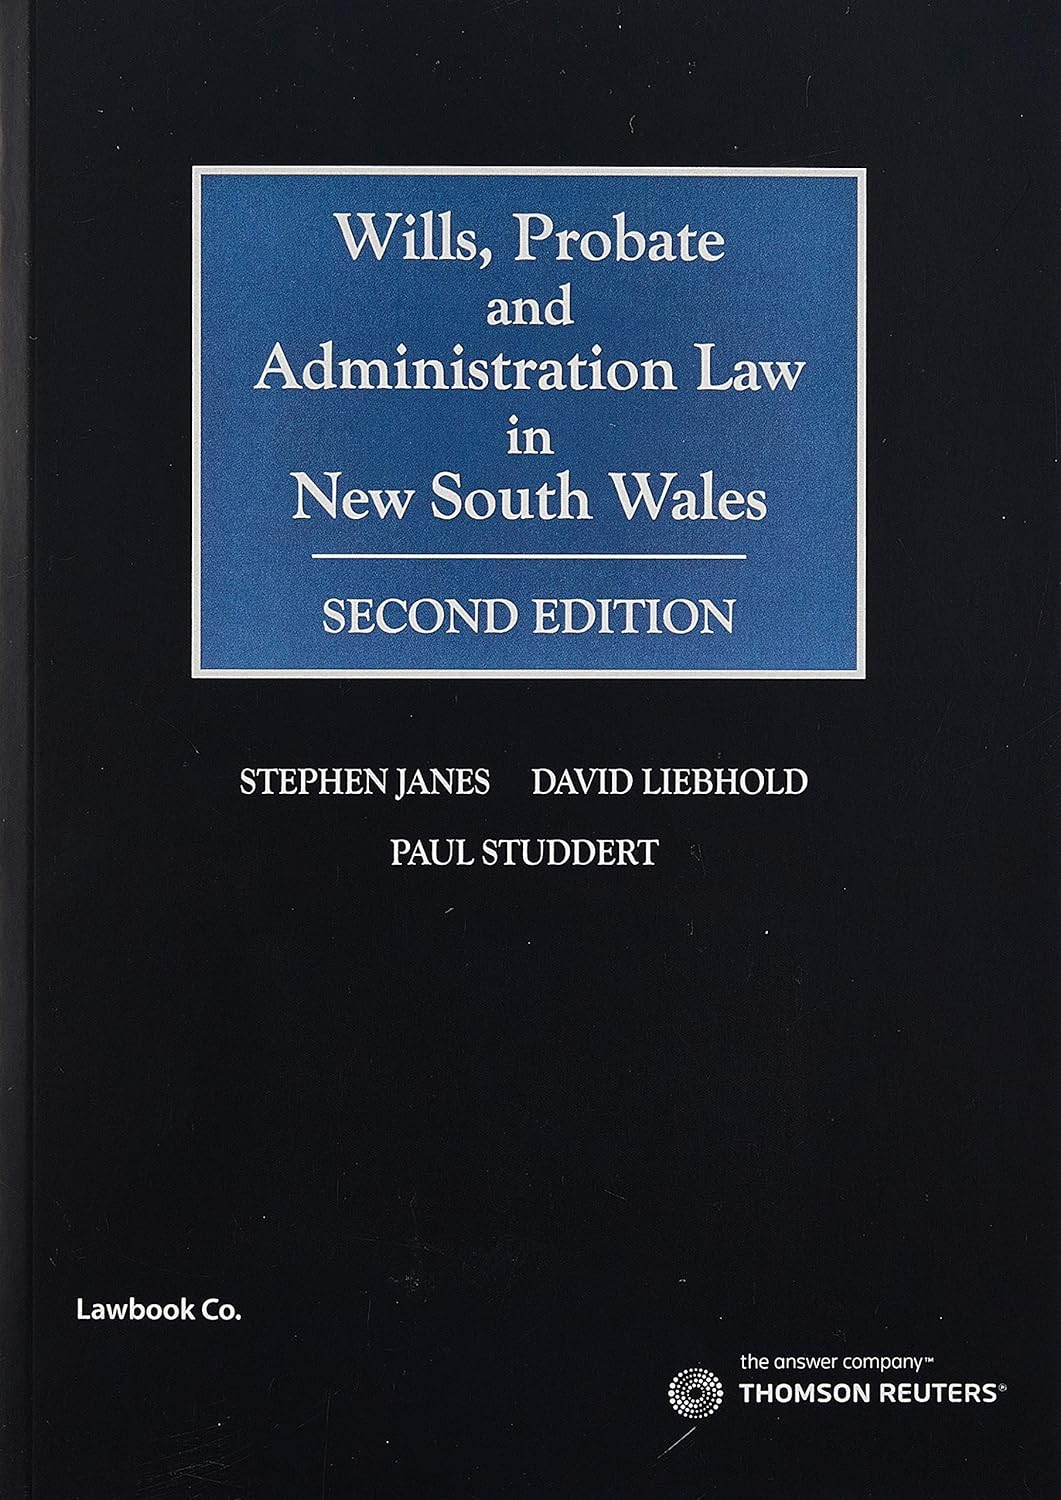 Wills, Probate
and
Administration Law
in
New South Wales
SECOND EDITION
STEPHEN JANES DAVID LIEBHOLD
PAUL STUDDERT
Lawbook Co.
the answer company™
THOMSON REUTERS®